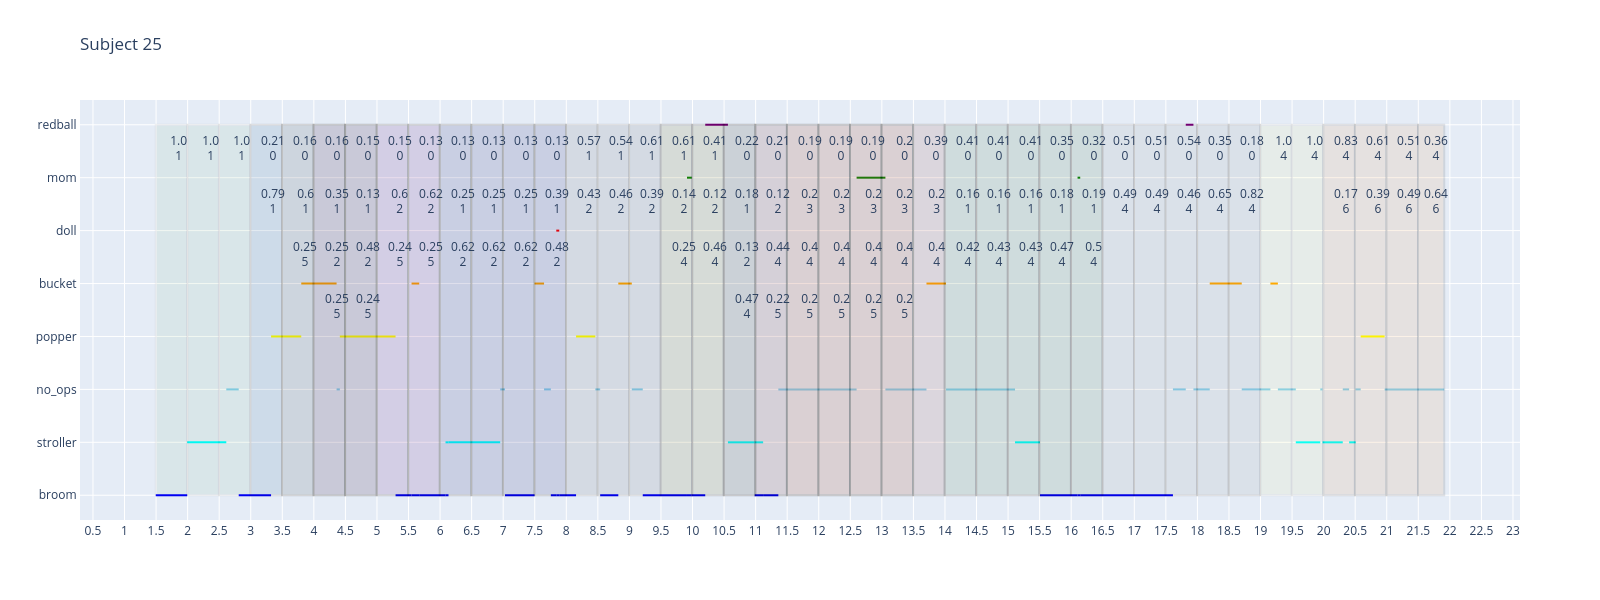 Subject 25
redball
1.0 1.0 1.0 0.21 0.16 0.16 0.15 0.15 0.13 0.13 0.13 0.13 0.13 0.57 0.54 0.61 0.61 0.41 0.22 0.21 0.19 0.19 0.19 0.2 0.39 0.41 0.41 0.41 0.35 0.32 0.51 0.51 0.54 0.35 0.18 1.0 1.0 0.83 0.61 0.51 0.36
1 1 1 0 0 0 0 0 0 0 0 0 0 1 1 1 1 1 0 0 0 0 0 0 0 0 0 0 0 0 0 0 0 0 0 4 4 4 4 4 4
mom
0.79 0.6 0.35 0.13 0.6 0.62 0.25 0.25 0.25 0.39 0.43 0.46 0.39 0.14 0.12 0.18 0.12 0.2 0.2 0.2 0.2 0.2 0.16 0.16 0.16 0.18 0.19 0.49 0.49 0.46 0.65 0.82 0.17 0.39 0.49 0.64
1 1 1 1 2 2 1 1 1 1 2 2 2 2 2 1 2 3 3 3 3 3 1 1 1 1 1 4 4 4 4 4 6 6 6 6
doll
0.25 0.25 0.48 0.24 0.25 0.62 0.62 0.62 0.48 0.25 0.46 0.13 0.44 0.4 0.4 0.4 0.4 0.4 0.42 0.43 0.43 0.47 0.5
5 2 2 5 5 2 2 2 2 4 4 2 4 4 4 4 4 4 4 4 4 4 4
bucket
0.25 0.24 0.47 0.22 0.2 0.2 0.2 0.2
5 5 4 5 5 5 5 5
popper
no_ops
stroller
broom
0.5 1 1.5 2 2.5 3 3.5 4 4.5 5 5.5 6 6.5 7 7.5 8 8.5 9 9.5 10 10.5 11 11.5 12 12.5 13 13.5 14 14.5 15 15.5 16 16.5 17 17.5 18 18.5 19 19.5 20 20.5 21 21.5 22 22.5 23